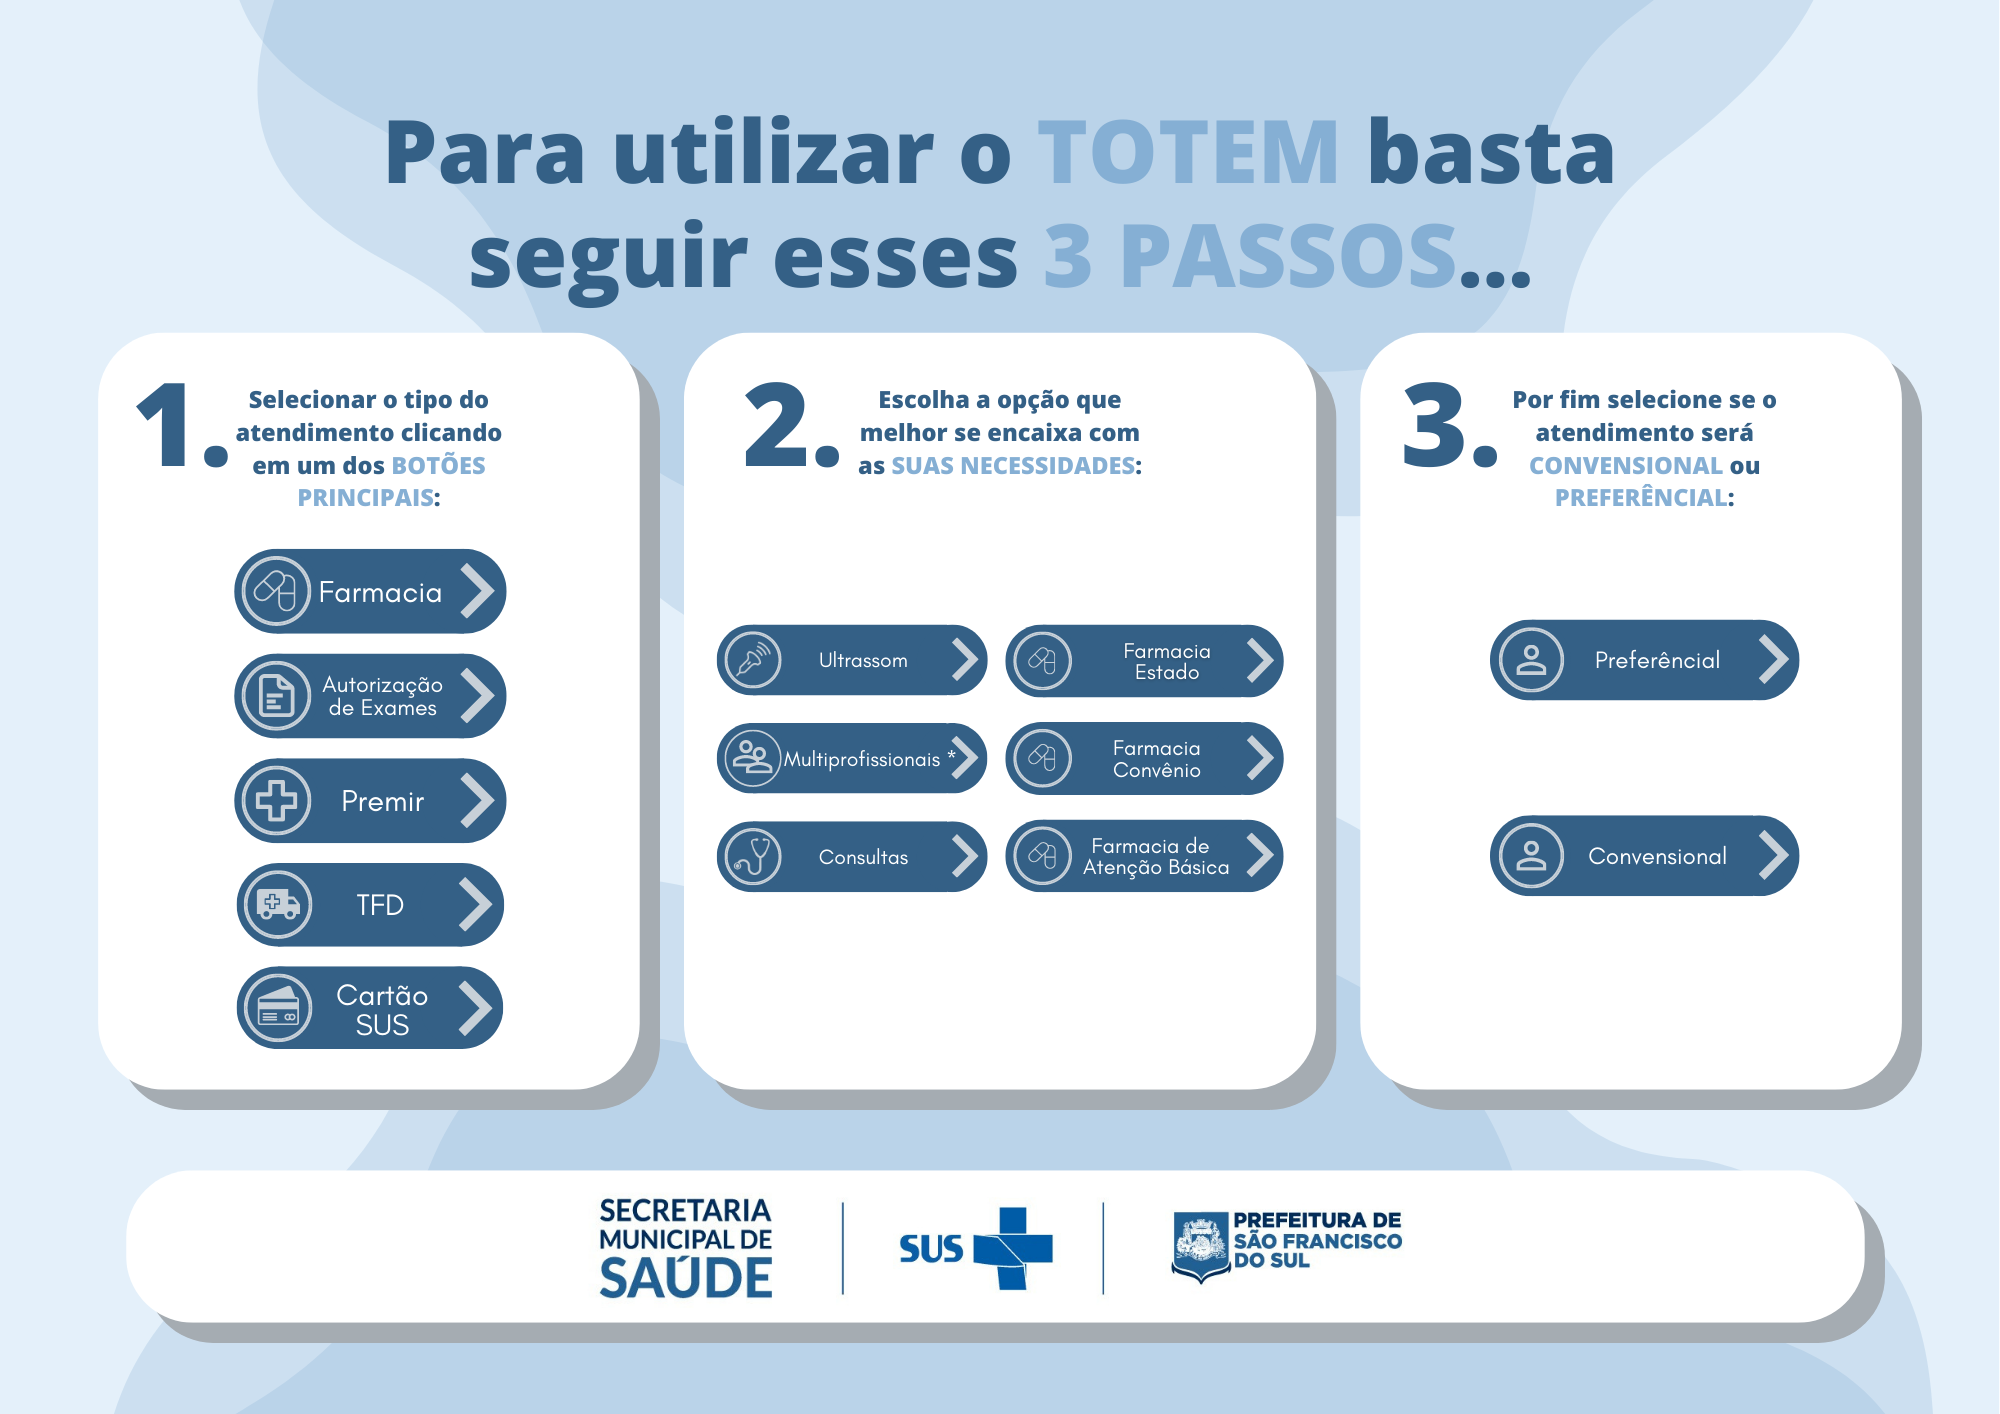 Para utilizar o TOTEM basta
seguir esses 3 PASSOS...
1.
Selecionar o tipo do
atendimento clicando
em um dos BOTÕES
PRINCIPAIS:
Farmacia
Autorização
de Exames
Premir
TFD
Cartão
SUS
2.
Escolha a opção que
melhor se encaixa com
as SUAS NECESSIDADES:
Ultrassom
Farmacia
Estado
Multiprofissionais *
Farmacia
Convênio
Consultas
Farmacia de
Atenção Básica
3.
Por fim selecione se o
atendimento será
CONVENSIONAL ou
PREFERÊNCIAL:
Preferêncial
Convensional
SECRETARIA
MUNICIPAL DE
SAÚDE
SUS
PREFEITURA DE
SÃO FRANCISCO
DO SUL